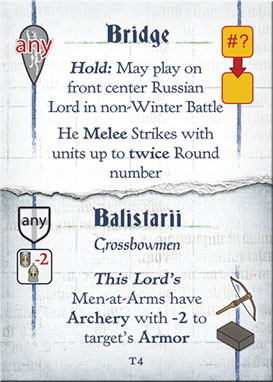 any
Bridge
#?
Hold: May play on
front center Russian
Lord in non-Winter Battle
He Melee Strikes with
units up to twice Round
number
Balistarii
any
Crossbowmen
-2
This Lord's
Men-at-Arms have
Archery with -2 to
target's Armor
T4